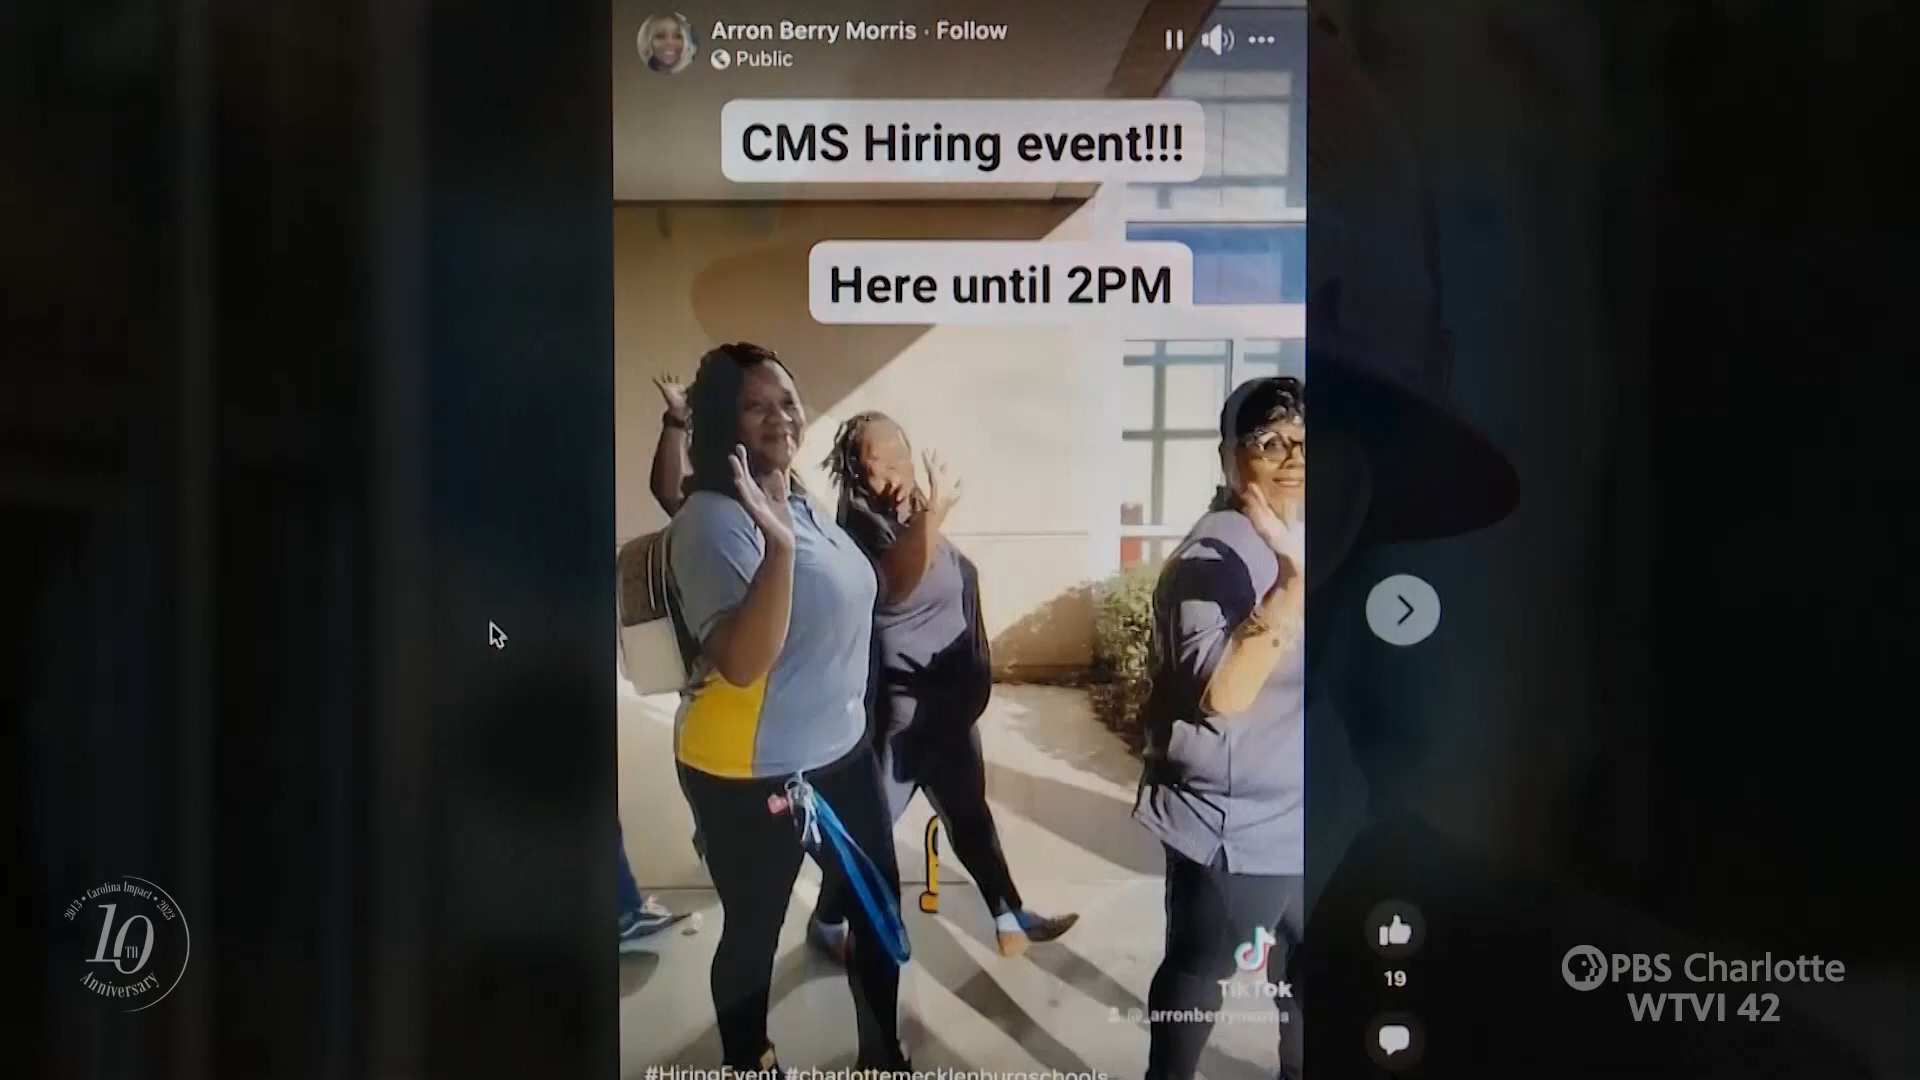 Arron Berry Morris · Follow
Public
CMS Hiring event!!!
Here until 2PM
TikTok
#HiringEvent #charlottemecklenburgschools
19
2013 • Carolina Impact • 2023
10TH
Anniversary
PBS Charlotte
WTVI 42